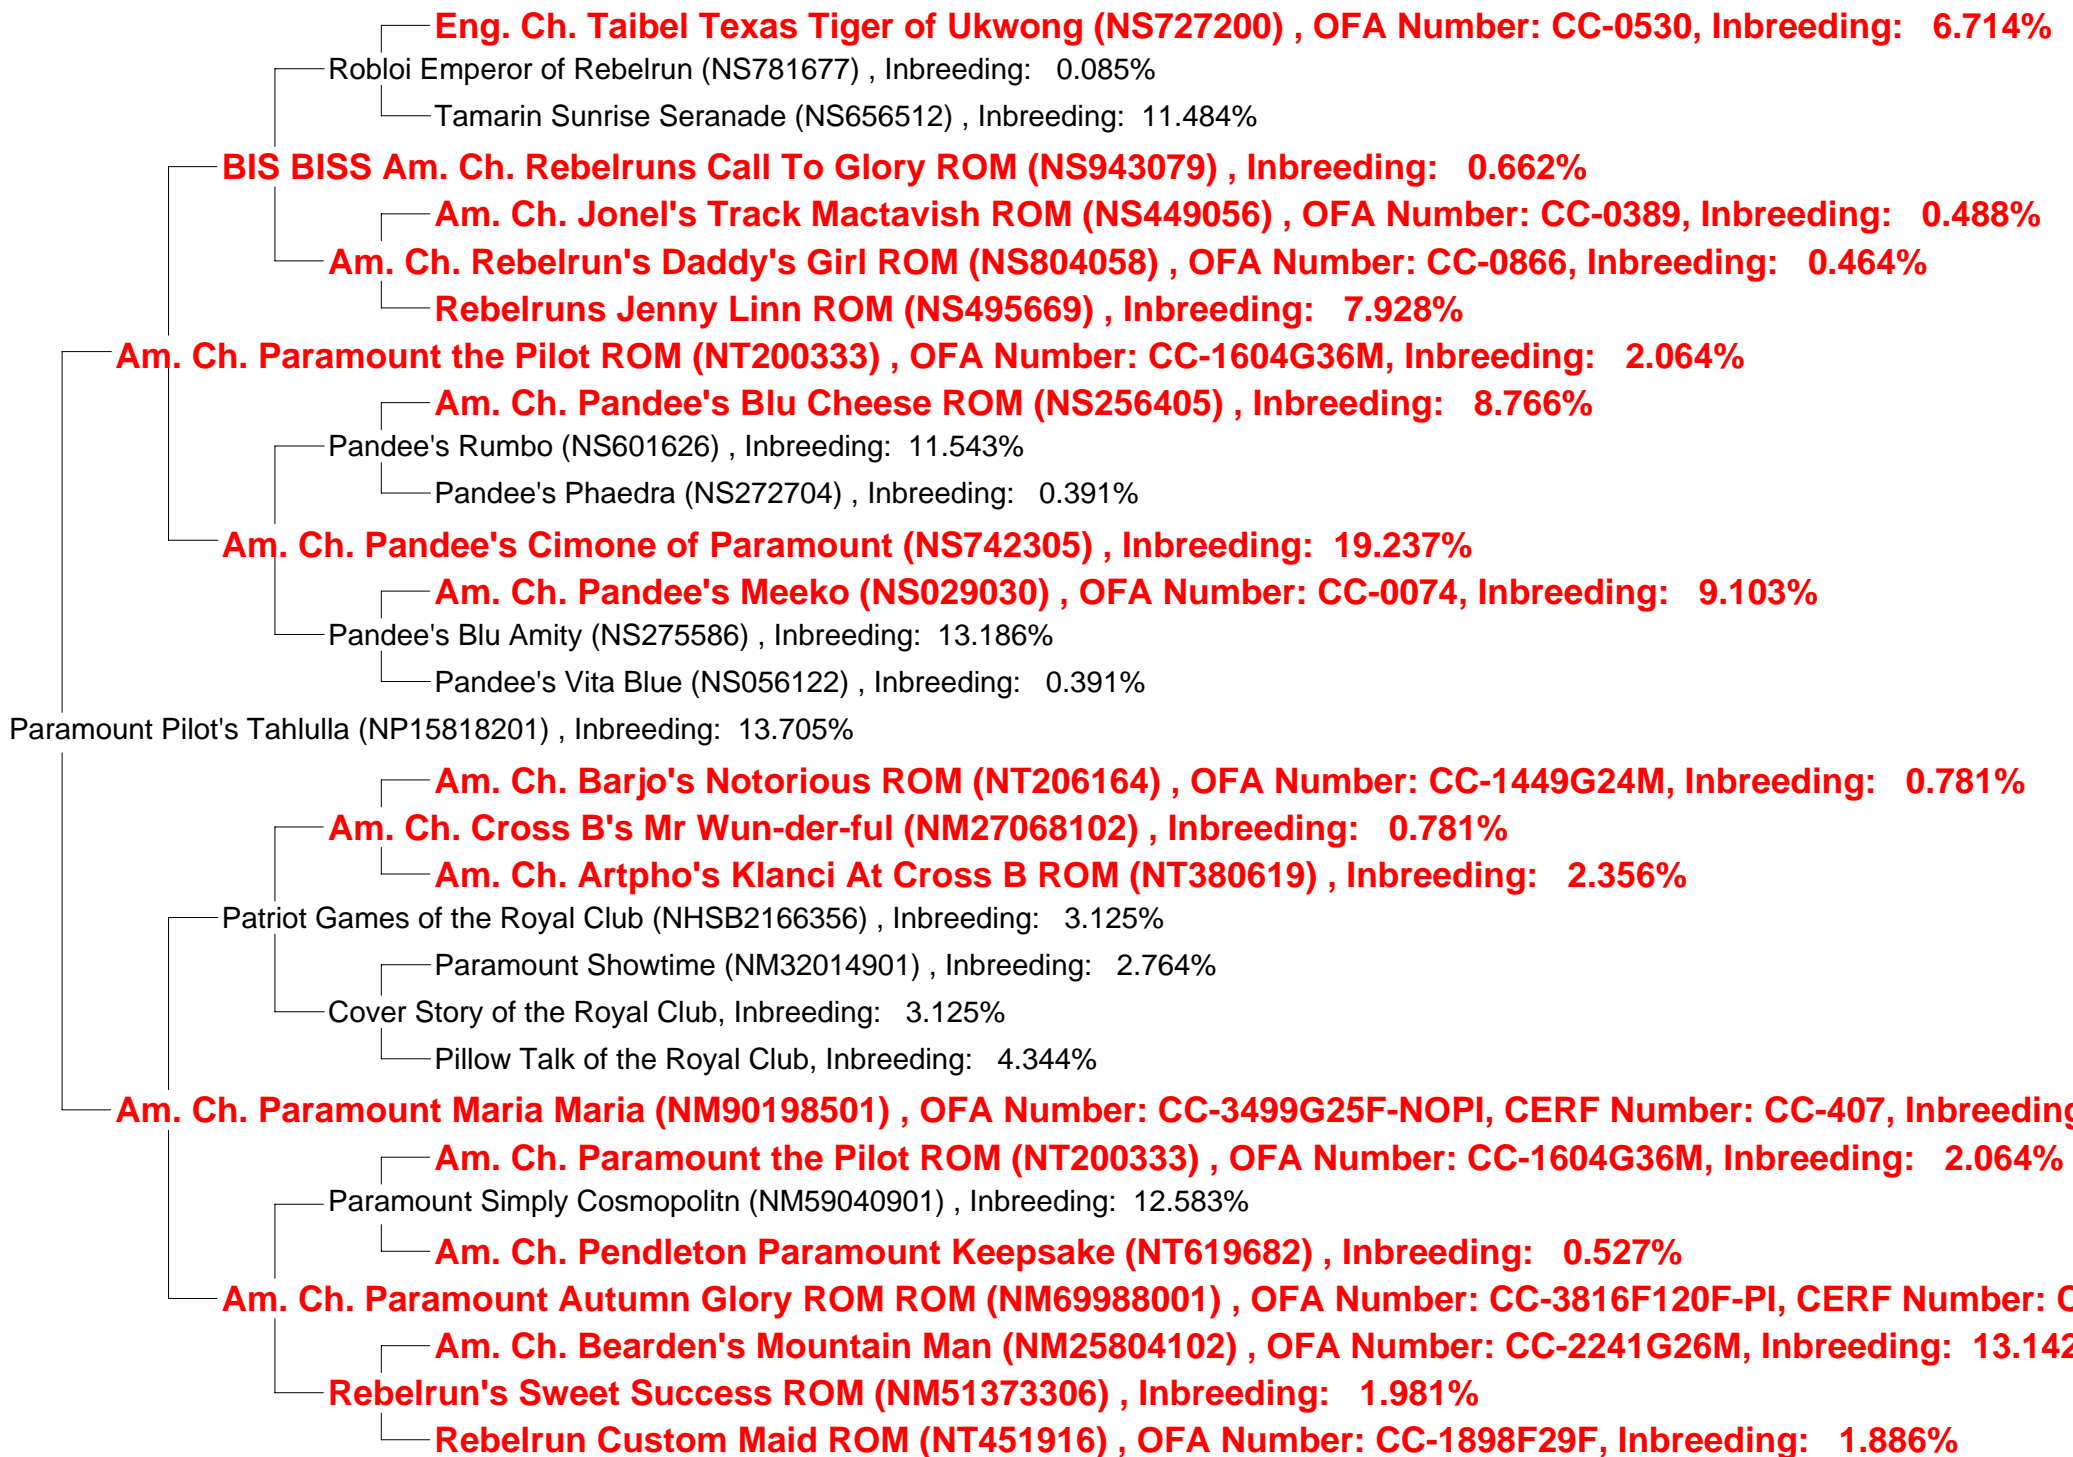 Eng. Ch. Taibel Texas Tiger of Ukwong (NS727200) , OFA Number: CC-0530, Inbreeding: 6.714%
Robloi Emperor of Rebelrun (NS781677) , Inbreeding: 0.085%
Tamarin Sunrise Seranade (NS656512) , Inbreeding: 11.484%
BIS BISS Am. Ch. Rebelruns Call To Glory ROM (NS943079) , Inbreeding: 0.662%
Am. Ch. Jonel's Track Mactavish ROM (NS449056) , OFA Number: CC-0389, Inbreeding: 0.488%
Am. Ch. Rebelrun's Daddy's Girl ROM (NS804058) , OFA Number: CC-0866, Inbreeding: 0.464%
Rebelruns Jenny Linn ROM (NS495669) , Inbreeding: 7.928%
Am. Ch. Paramount the Pilot ROM (NT200333) , OFA Number: CC-1604G36M, Inbreeding: 2.064%
Am. Ch. Pandee's Blu Cheese ROM (NS256405) , Inbreeding: 8.766%
Pandee's Rumbo (NS601626) , Inbreeding: 11.543%
Pandee's Phaedra (NS272704) , Inbreeding: 0.391%
Am. Ch. Pandee's Cimone of Paramount (NS742305) , Inbreeding: 19.237%
Am. Ch. Pandee's Meeko (NS029030) , OFA Number: CC-0074, Inbreeding: 9.103%
Pandee's Blu Amity (NS275586) , Inbreeding: 13.186%
Pandee's Vita Blue (NS056122) , Inbreeding: 0.391%
Paramount Pilot's Tahlulla (NP15818201) , Inbreeding: 13.705%
Am. Ch. Barjo's Notorious ROM (NT206164) , OFA Number: CC-1449G24M, Inbreeding: 0.781%
Am. Ch. Cross B's Mr Wun-der-ful (NM27068102) , Inbreeding: 0.781%
Am. Ch. Artpho's Klanci At Cross B ROM (NT380619) , Inbreeding: 2.356%
Patriot Games of the Royal Club (NHSB2166356) , Inbreeding: 3.125%
Paramount Showtime (NM32014901) , Inbreeding: 2.764%
Cover Story of the Royal Club, Inbreeding: 3.125%
Pillow Talk of the Royal Club, Inbreeding: 4.344%
Am. Ch. Paramount Maria Maria (NM90198501) , OFA Number: CC-3499G25F-NOPI, CERF Number: CC-407, Inbreeding
Am. Ch. Paramount the Pilot ROM (NT200333) , OFA Number: CC-1604G36M, Inbreeding: 2.064%
Paramount Simply Cosmopolitn (NM59040901) , Inbreeding: 12.583%
Am. Ch. Pendleton Paramount Keepsake (NT619682) , Inbreeding: 0.527%
Am. Ch. Paramount Autumn Glory ROM ROM (NM69988001) , OFA Number: CC-3816F120F-PI, CERF Number: C
Am. Ch. Bearden's Mountain Man (NM25804102) , OFA Number: CC-2241G26M, Inbreeding: 13.142
Rebelrun's Sweet Success ROM (NM51373306) , Inbreeding: 1.981%
Rebelrun Custom Maid ROM (NT451916) , OFA Number: CC-1898F29F, Inbreeding: 1.886%